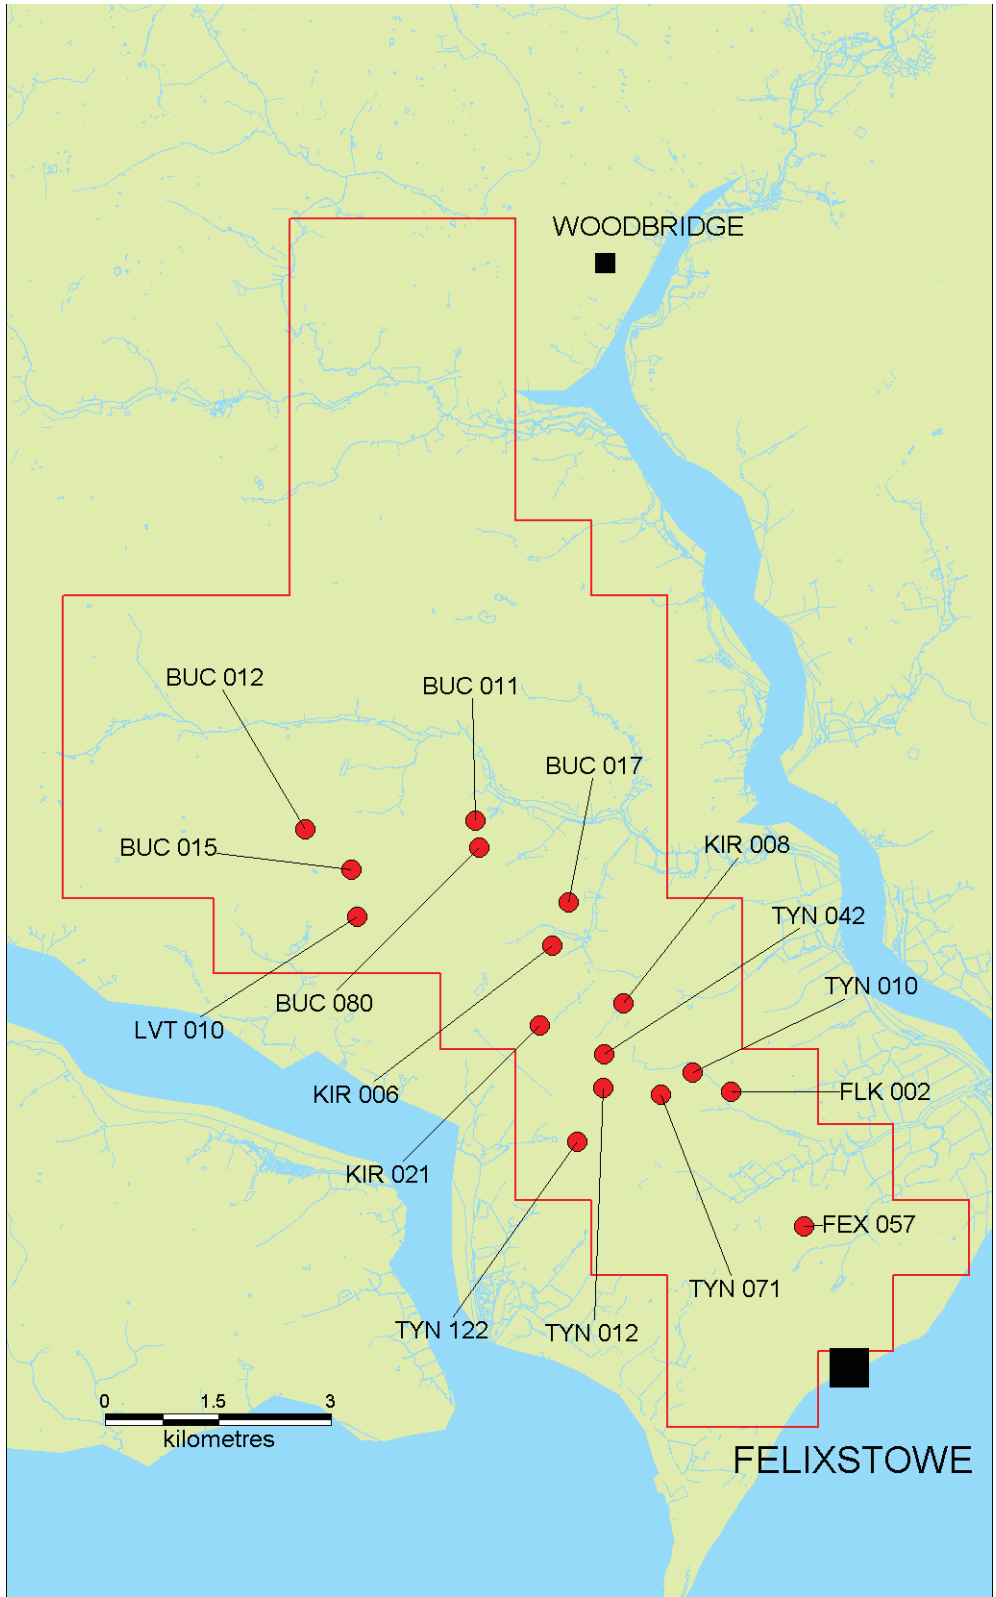 WOODBRIDGE
BUC 012
BUC 011
BUC 017
BUC 015
KIR 008
TYN 042
TYN 010
BUC 080
LVT 010
KIR 006
FLK 002
KIR 021
FEX 057
TYN 071
TYN 122
TYN 012
0 1.5 3
kilometres
FELIXSTOWE